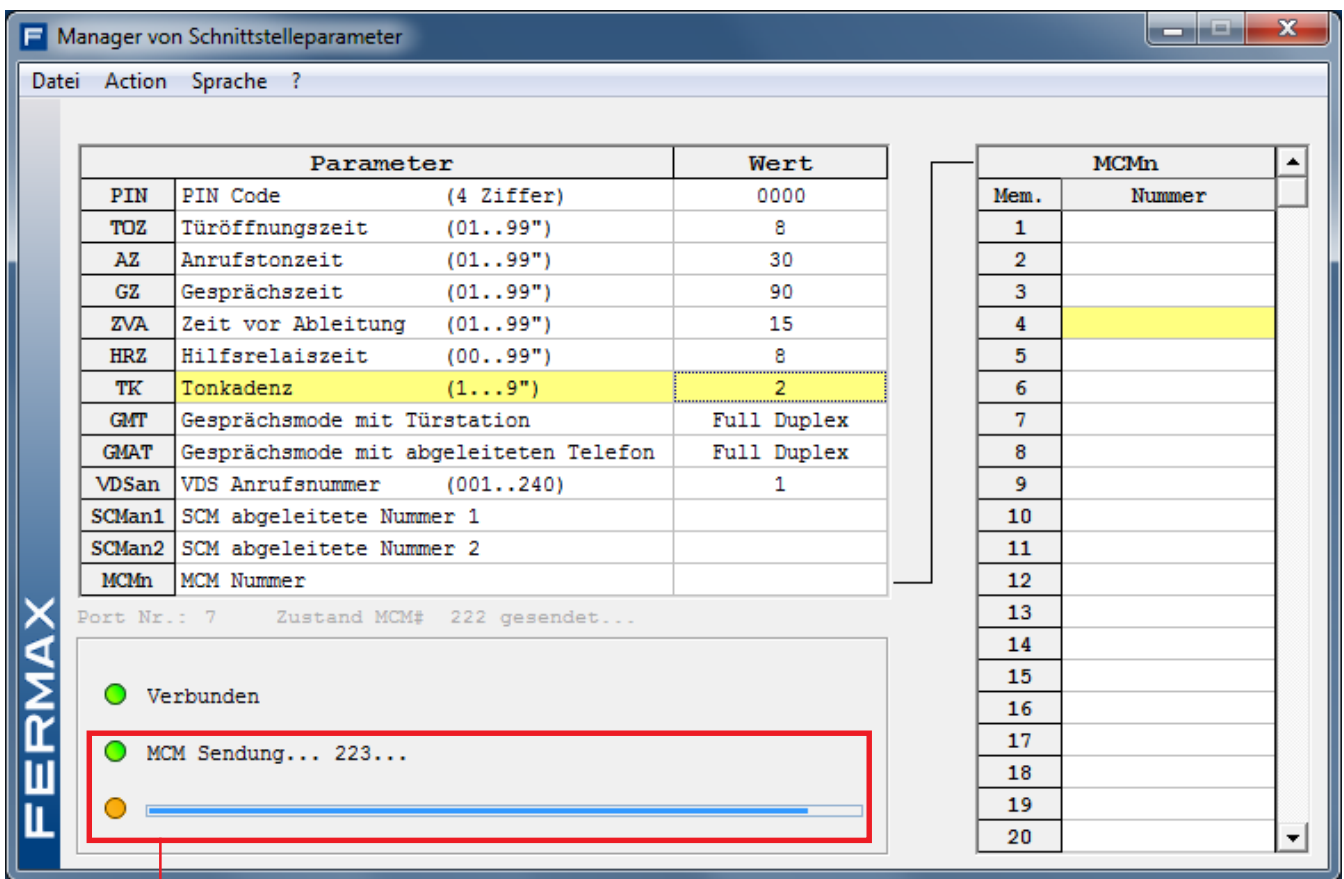 Manager von Schnittstelleparameter
Datei Action Sprache ?
Parameter Wert
PIN PIN Code (4 Ziffer) 0000
TOZ Türöffnungszeit (01..99") 8
AZ Anrufstonzeit (01..99") 30
GZ Gesprächszeit (01..99") 90
ZVA Zeit vor Ableitung (01..99") 15
HRZ Hilfsrelaiszeit (00..99") 8
TK Tonkadenz (1...9") 2
GMT Gesprächsmode mit Türstation Full Duplex
GMAT Gesprächsmode mit abgeleiteten Telefon Full Duplex
VDSan VDS Anrufsnummer (001..240) 1
SCMan1 SCM abgeleitete Nummer 1
SCMan2 SCM abgeleitete Nummer 2
MCMn MCM Nummer
Port Nr.: 7 Zustand MCM# 222 gesendet...
Verbunden
MCM Sendung... 223...
FERMAX
MCMn
Mem. Nummer
1
2
3
4
5
6
7
8
9
10
11
12
13
14
15
16
17
18
19
20